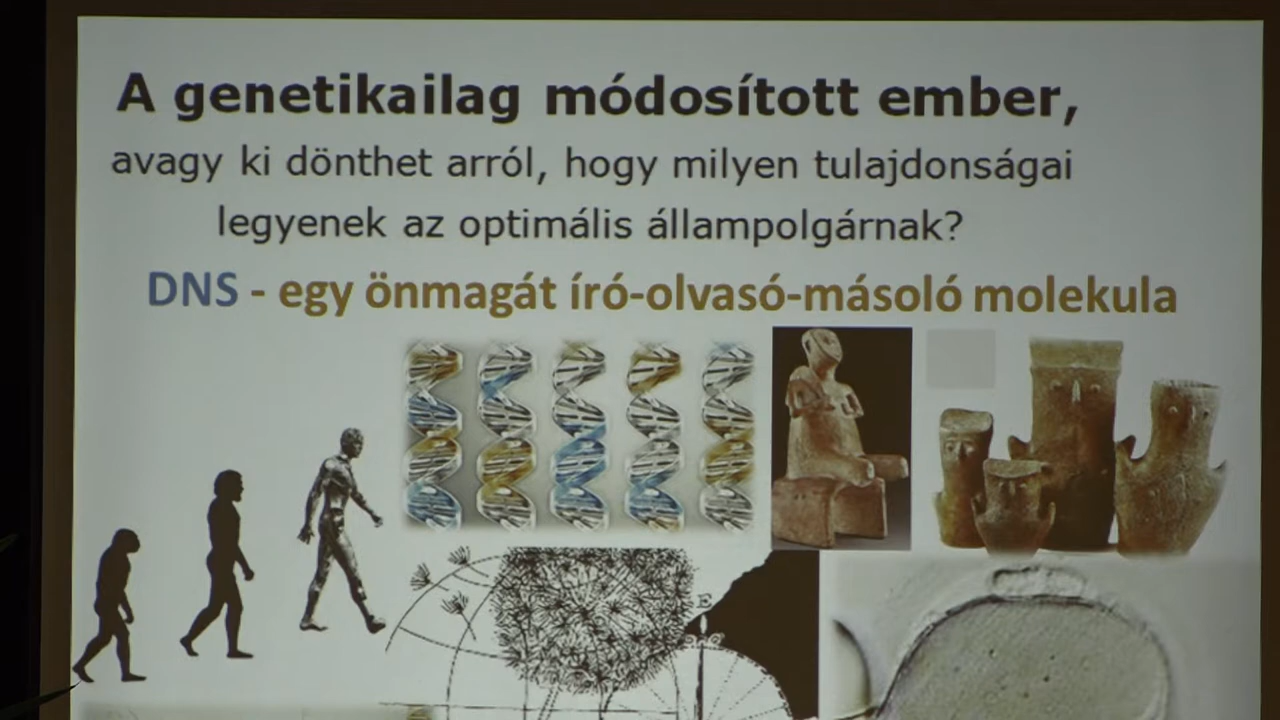 A genetikailag módosított ember,
avagy ki dönthet arról, hogy milyen tulajdonságai
legyenek az optimális állampolgárnak?
DNS - egy önmagát író-olvasó-másoló molekula
E